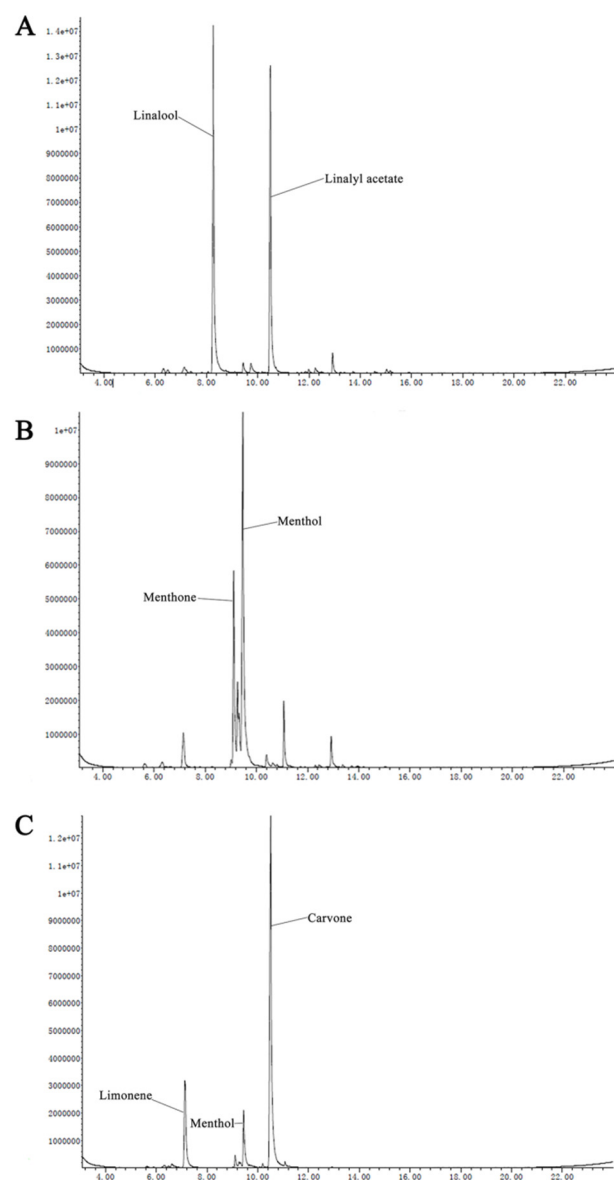 A
1.4e+07
1.3e+07
1.2e+07
1.1e+07
1e+07
9000000
8000000
7000000
6000000
5000000
4000000
3000000
2000000
1000000
Linalool
Linalyl acetate
4.00 6.00 8.00 10.00 12.00 14.00 16.00 18.00 20.00 22.00
B
1e+07
9000000
8000000
7000000
6000000
5000000
4000000
3000000
2000000
1000000
Menthol
Menthone
4.00 6.00 8.00 10.00 12.00 14.00 16.00 18.00 20.00 22.00
C
1.2e+07
1.1e+07
1e+07
9000000
8000000
7000000
6000000
5000000
4000000
3000000
2000000
1000000
Carvone
Limonene
Menthol
4.00 6.00 8.00 10.00 12.00 14.00 16.00 18.00 20.00 22.00